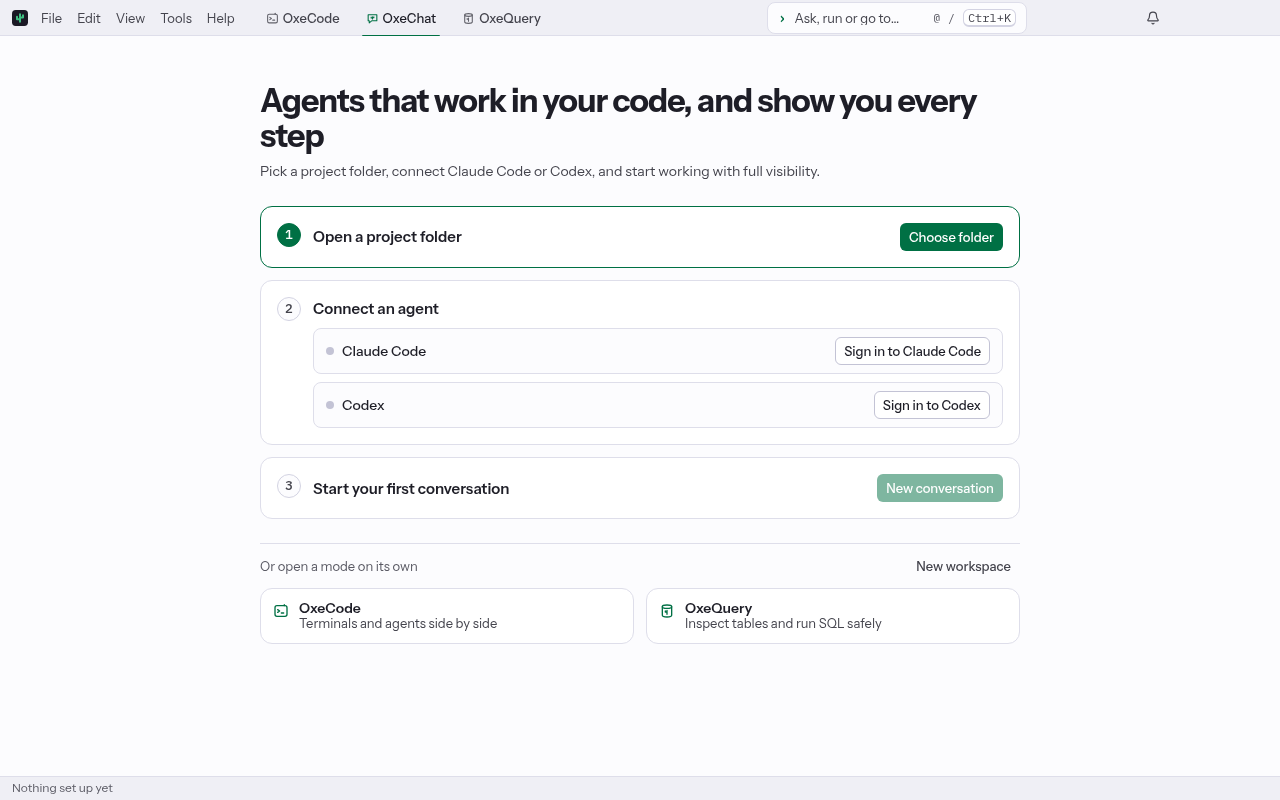 File Edit View Tools Help OxeCode OxeChat OxeQuery › Ask, run or go to... @ / Ctrl+K
Agents that work in your code, and show you every
step
Pick a project folder, connect Claude Code or Codex, and start working with full visibility.
1 Open a project folder Choose folder
2 Connect an agent
Claude Code Sign in to Claude Code
Codex Sign in to Codex
3 Start your first conversation New conversation
Or open a mode on its own New workspace
OxeCode
Terminals and agents side by side
OxeQuery
Inspect tables and run SQL safely
Nothing set up yet